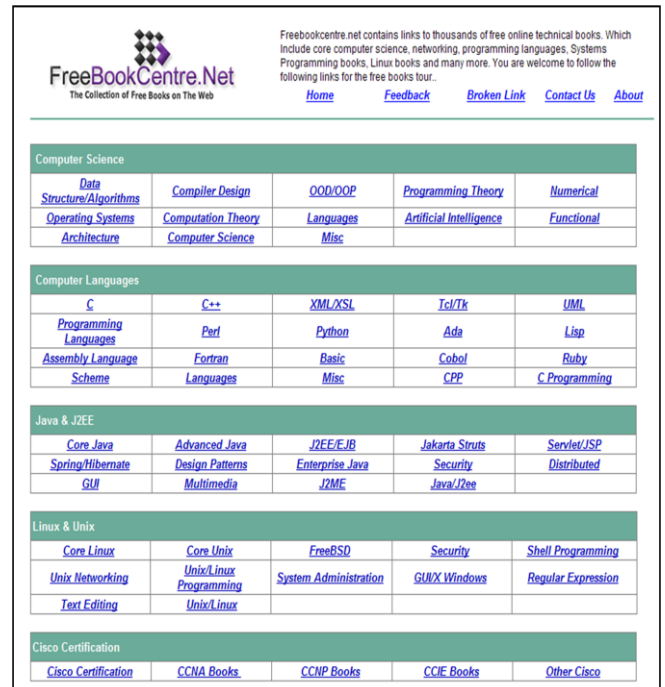 FreeBookCentre.Net
The Collection of Free Books on The Web
Freebookcentre.net contains links to thousands of free online technical books. Which
Include core computer science, networking, programming languages, Systems
Programming books, Linux books and many more. You are welcome to follow the
following links for the free books tour..
Home Feedback Broken Link Contact Us About
Computer Science
Data Structure/Algorithms Compiler Design OOD/OOP Programming Theory Numerical
Operating Systems Computation Theory Languages Artificial Intelligence Functional
Architecture Computer Science Misc
Computer Languages
C C++ XML/XSL Tcl/Tk UML
Programming Languages Perl Python Ada Lisp
Assembly Language Fortran Basic Cobol Ruby
Scheme Languages Misc CPP C Programming
Java & J2EE
Core Java Advanced Java J2EE/EJB Jakarta Struts Servlet/JSP
Spring/Hibernate Design Patterns Enterprise Java Security Distributed
GUI Multimedia J2ME Java/J2ee
Linux & Unix
Core Linux Core Unix FreeBSD Security Shell Programming
Unix Networking Unix/Linux Programming System Administration GUI/X Windows Regular Expression
Text Editing Unix/Linux
Cisco Certification
Cisco Certification CCNA Books CCNP Books CCIE Books Other Cisco